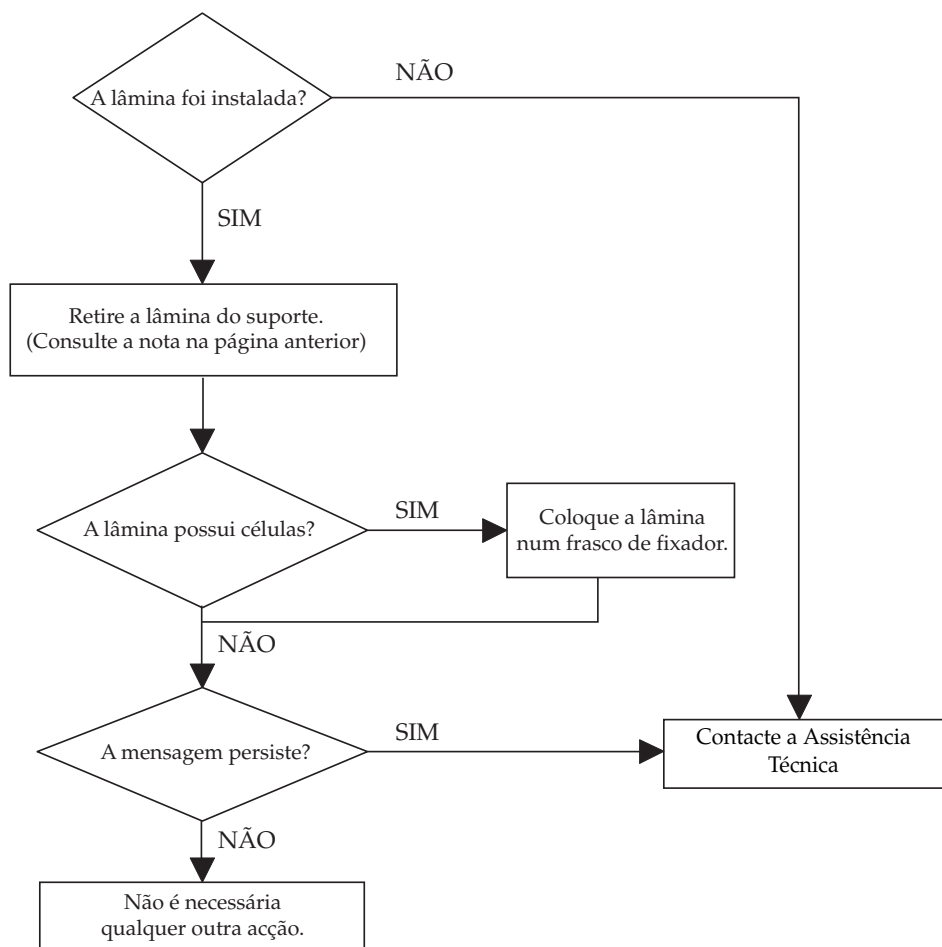 NÃO
A lâmina foi instalada?
SIM
Retire a lâmina do suporte.
(Consulte a nota na página anterior)
A lâmina possui células?
SIM
Coloque a lâmina
num frasco de fixador.
NÃO
A mensagem persiste?
SIM
Contacte a Assistência
Técnica
NÃO
Não é necessária
qualquer outra acção.